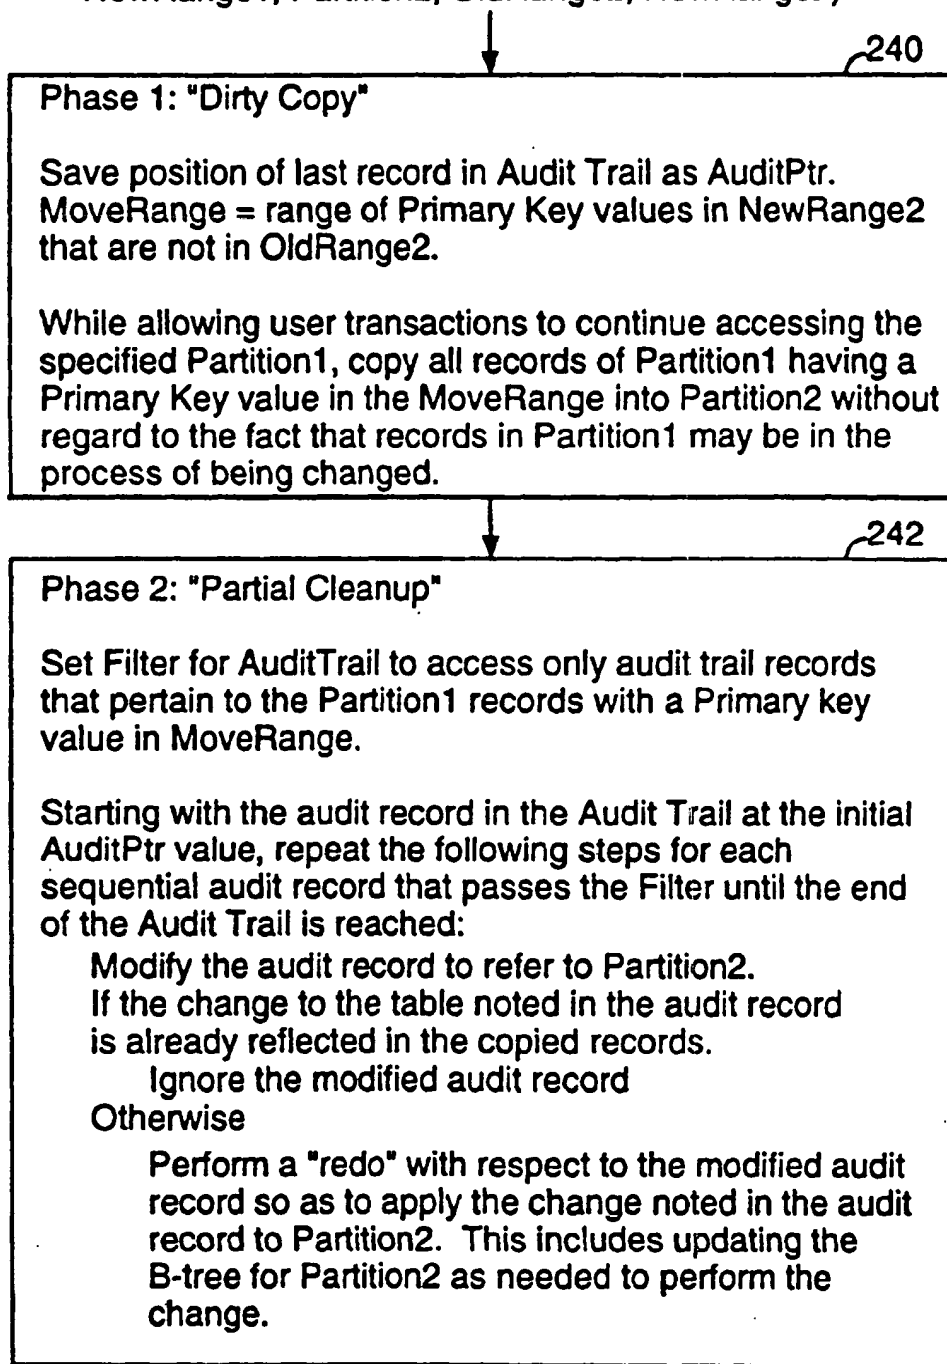 240
Phase 1: "Dirty Copy"
Save position of last record in Audit Trail as AuditPtr.
MoveRange = range of Primary Key values in NewRange2
that are not in OldRange2.
While allowing user transactions to continue accessing the
specified Partition1, copy all records of Partition1 having a
Primary Key value in the MoveRange into Partition2 without
regard to the fact that records in Partition1 may be in the
process of being changed.
242
Phase 2: "Partial Cleanup"
Set Filter for AuditTrail to access only audit trail records
that pertain to the Partition1 records with a Primary key
value in MoveRange.
Starting with the audit record in the Audit Trail at the initial
AuditPtr value, repeat the following steps for each
sequential audit record that passes the Filter until the end
of the Audit Trail is reached:
Modify the audit record to refer to Partition2.
If the change to the table noted in the audit record
is already reflected in the copied records.
Ignore the modified audit record
Otherwise
Perform a "redo" with respect to the modified audit
record so as to apply the change noted in the audit
record to Partition2. This includes updating the
B-tree for Partition2 as needed to perform the
change.